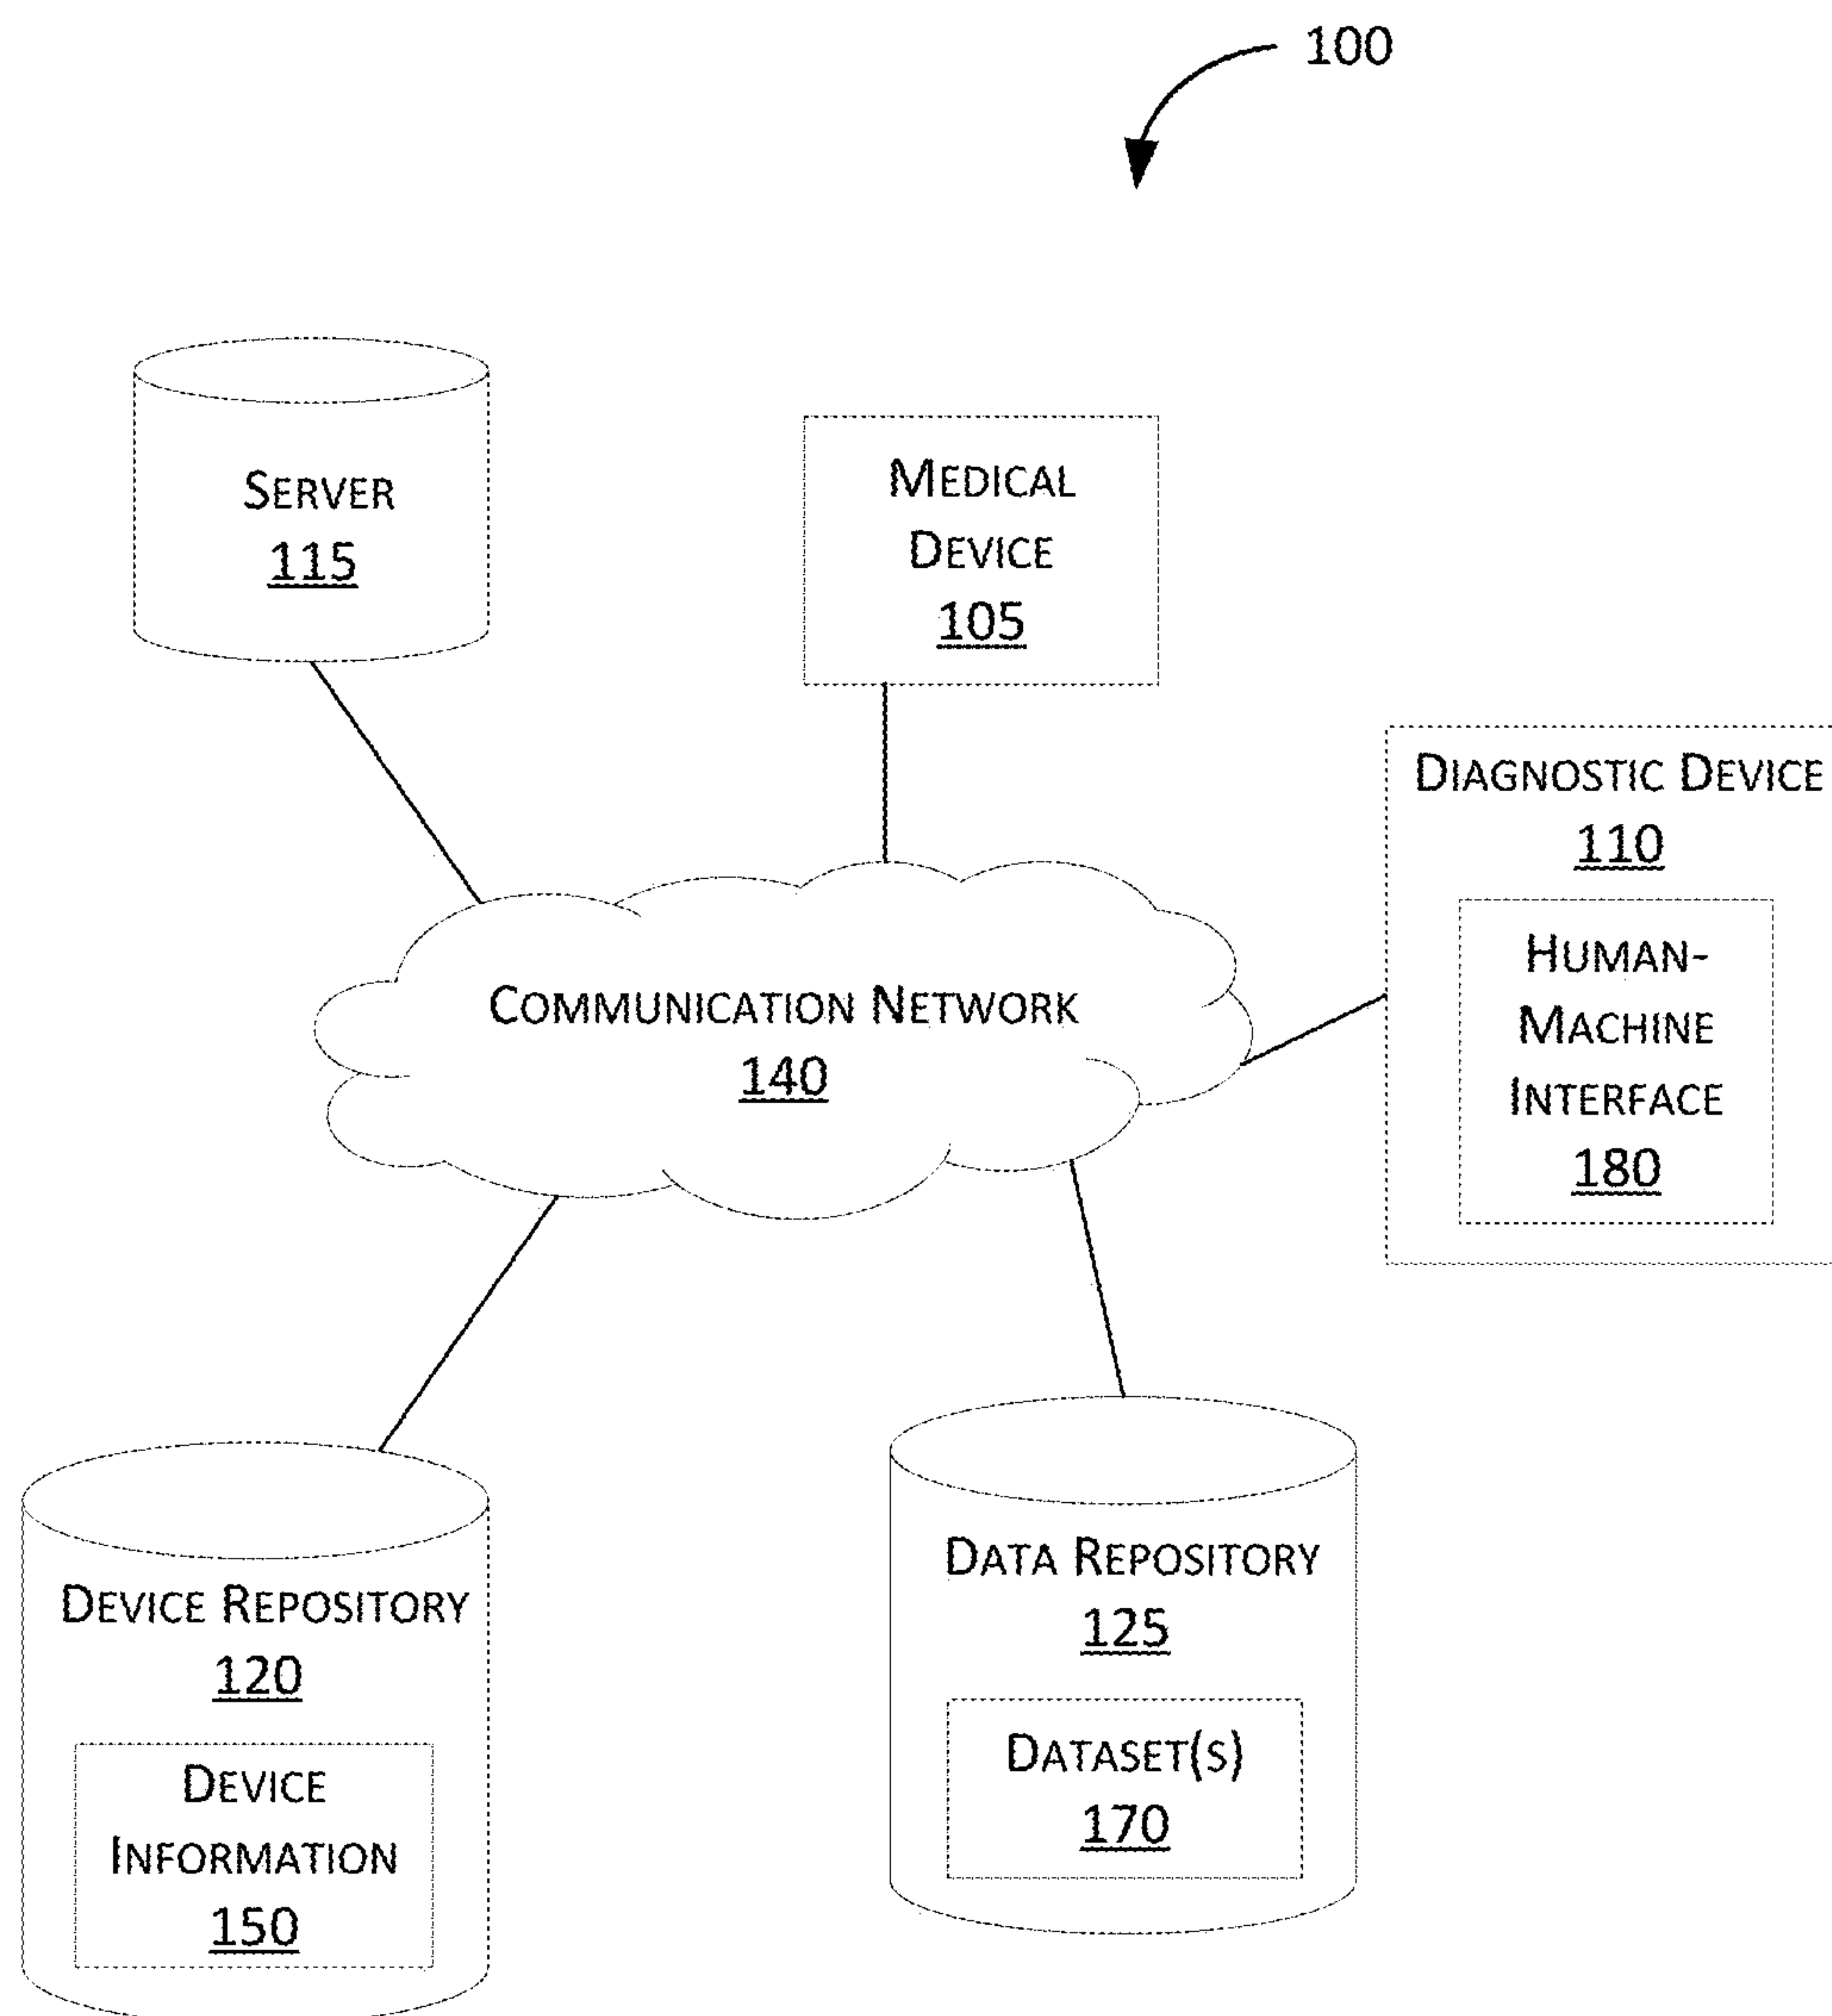 100
SERVER
115
MEDICAL
DEVICE
105
DIAGNOSTIC DEVICE
110
HUMAN-
MACHINE
INTERFACE
180
COMMUNICATION NETWORK
140
DEVICE REPOSITORY
120
DEVICE
INFORMATION
150
DATA REPOSITORY
125
DATASET(S)
170